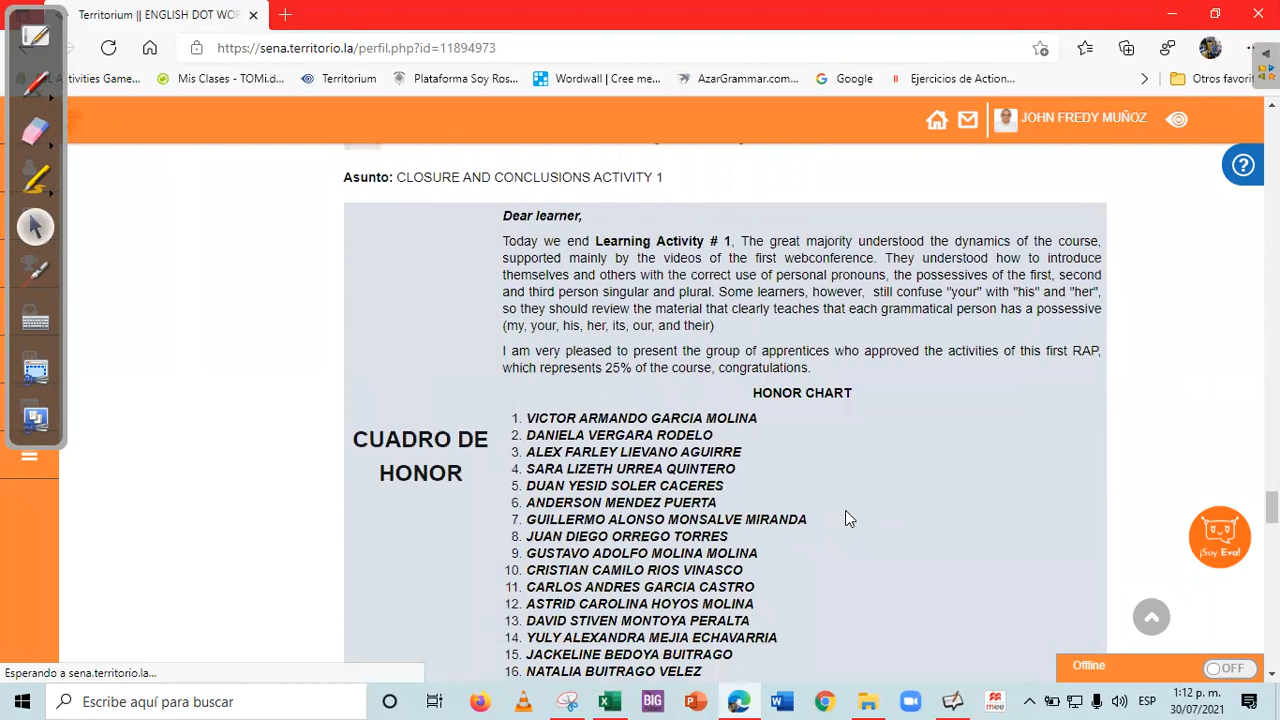 Territorium || ENGLISH DOT WOR
https://sena.territorio.la/perfil.php?id=11894973
Activities Game...
Mis Clases - TOMi.d...
Territorium
Plataforma Soy Ros...
Wordwall | Cree me...
AzarGrammar.com...
Google
Ejercicios de Action...
Otros favorit
JOHN FREDY MUÑOZ
Asunto: CLOSURE AND CONCLUSIONS ACTIVITY 1
Dear learner,
Today we end Learning Activity # 1, The great majority understood the dynamics of the course,
supported mainly by the videos of the first webconference. They understood how to introduce
themselves and others with the correct use of personal pronouns, the possessives of the first, second
and third person singular and plural. Some learners, however, still confuse "your" with "his" and "her",
so they should review the material that clearly teaches that each grammatical person has a possessive
(my, your, his, her, its, our, and their)
I am very pleased to present the group of apprentices who approved the activities of this first RAP,
which represents 25% of the course, congratulations.
HONOR CHART
CUADRO DE
HONOR
1. VICTOR ARMANDO GARCIA MOLINA
2. DANIELA VERGARA RODELO
3. ALEX FARLEY LIEVANO AGUIRRE
4. SARA LIZETH URREA QUINTERO
5. DUAN YESID SOLER CACERES
6. ANDERSON MENDEZ PUERTA
7. GUILLERMO ALONSO MONSALVE MIRANDA
8. JUAN DIEGO ORREGO TORRES
9. GUSTAVO ADOLFO MOLINA MOLINA
10. CRISTIAN CAMILO RIOS VINASCO
11. CARLOS ANDRES GARCIA CASTRO
12. ASTRID CAROLINA HOYOS MOLINA
13. DAVID STIVEN MONTOYA PERALTA
14. YULY ALEXANDRA MEJIA ECHAVARRIA
15. JACKELINE BEDOYA BUITRAGO
16. NATALIA BUITRAGO VELEZ
¡Soy Eva!
Offline
OFF
Esperando a sena.territorio.la...
Escribe aquí para buscar
BIG
mee
ESP
1:12 p. m.
30/07/2021